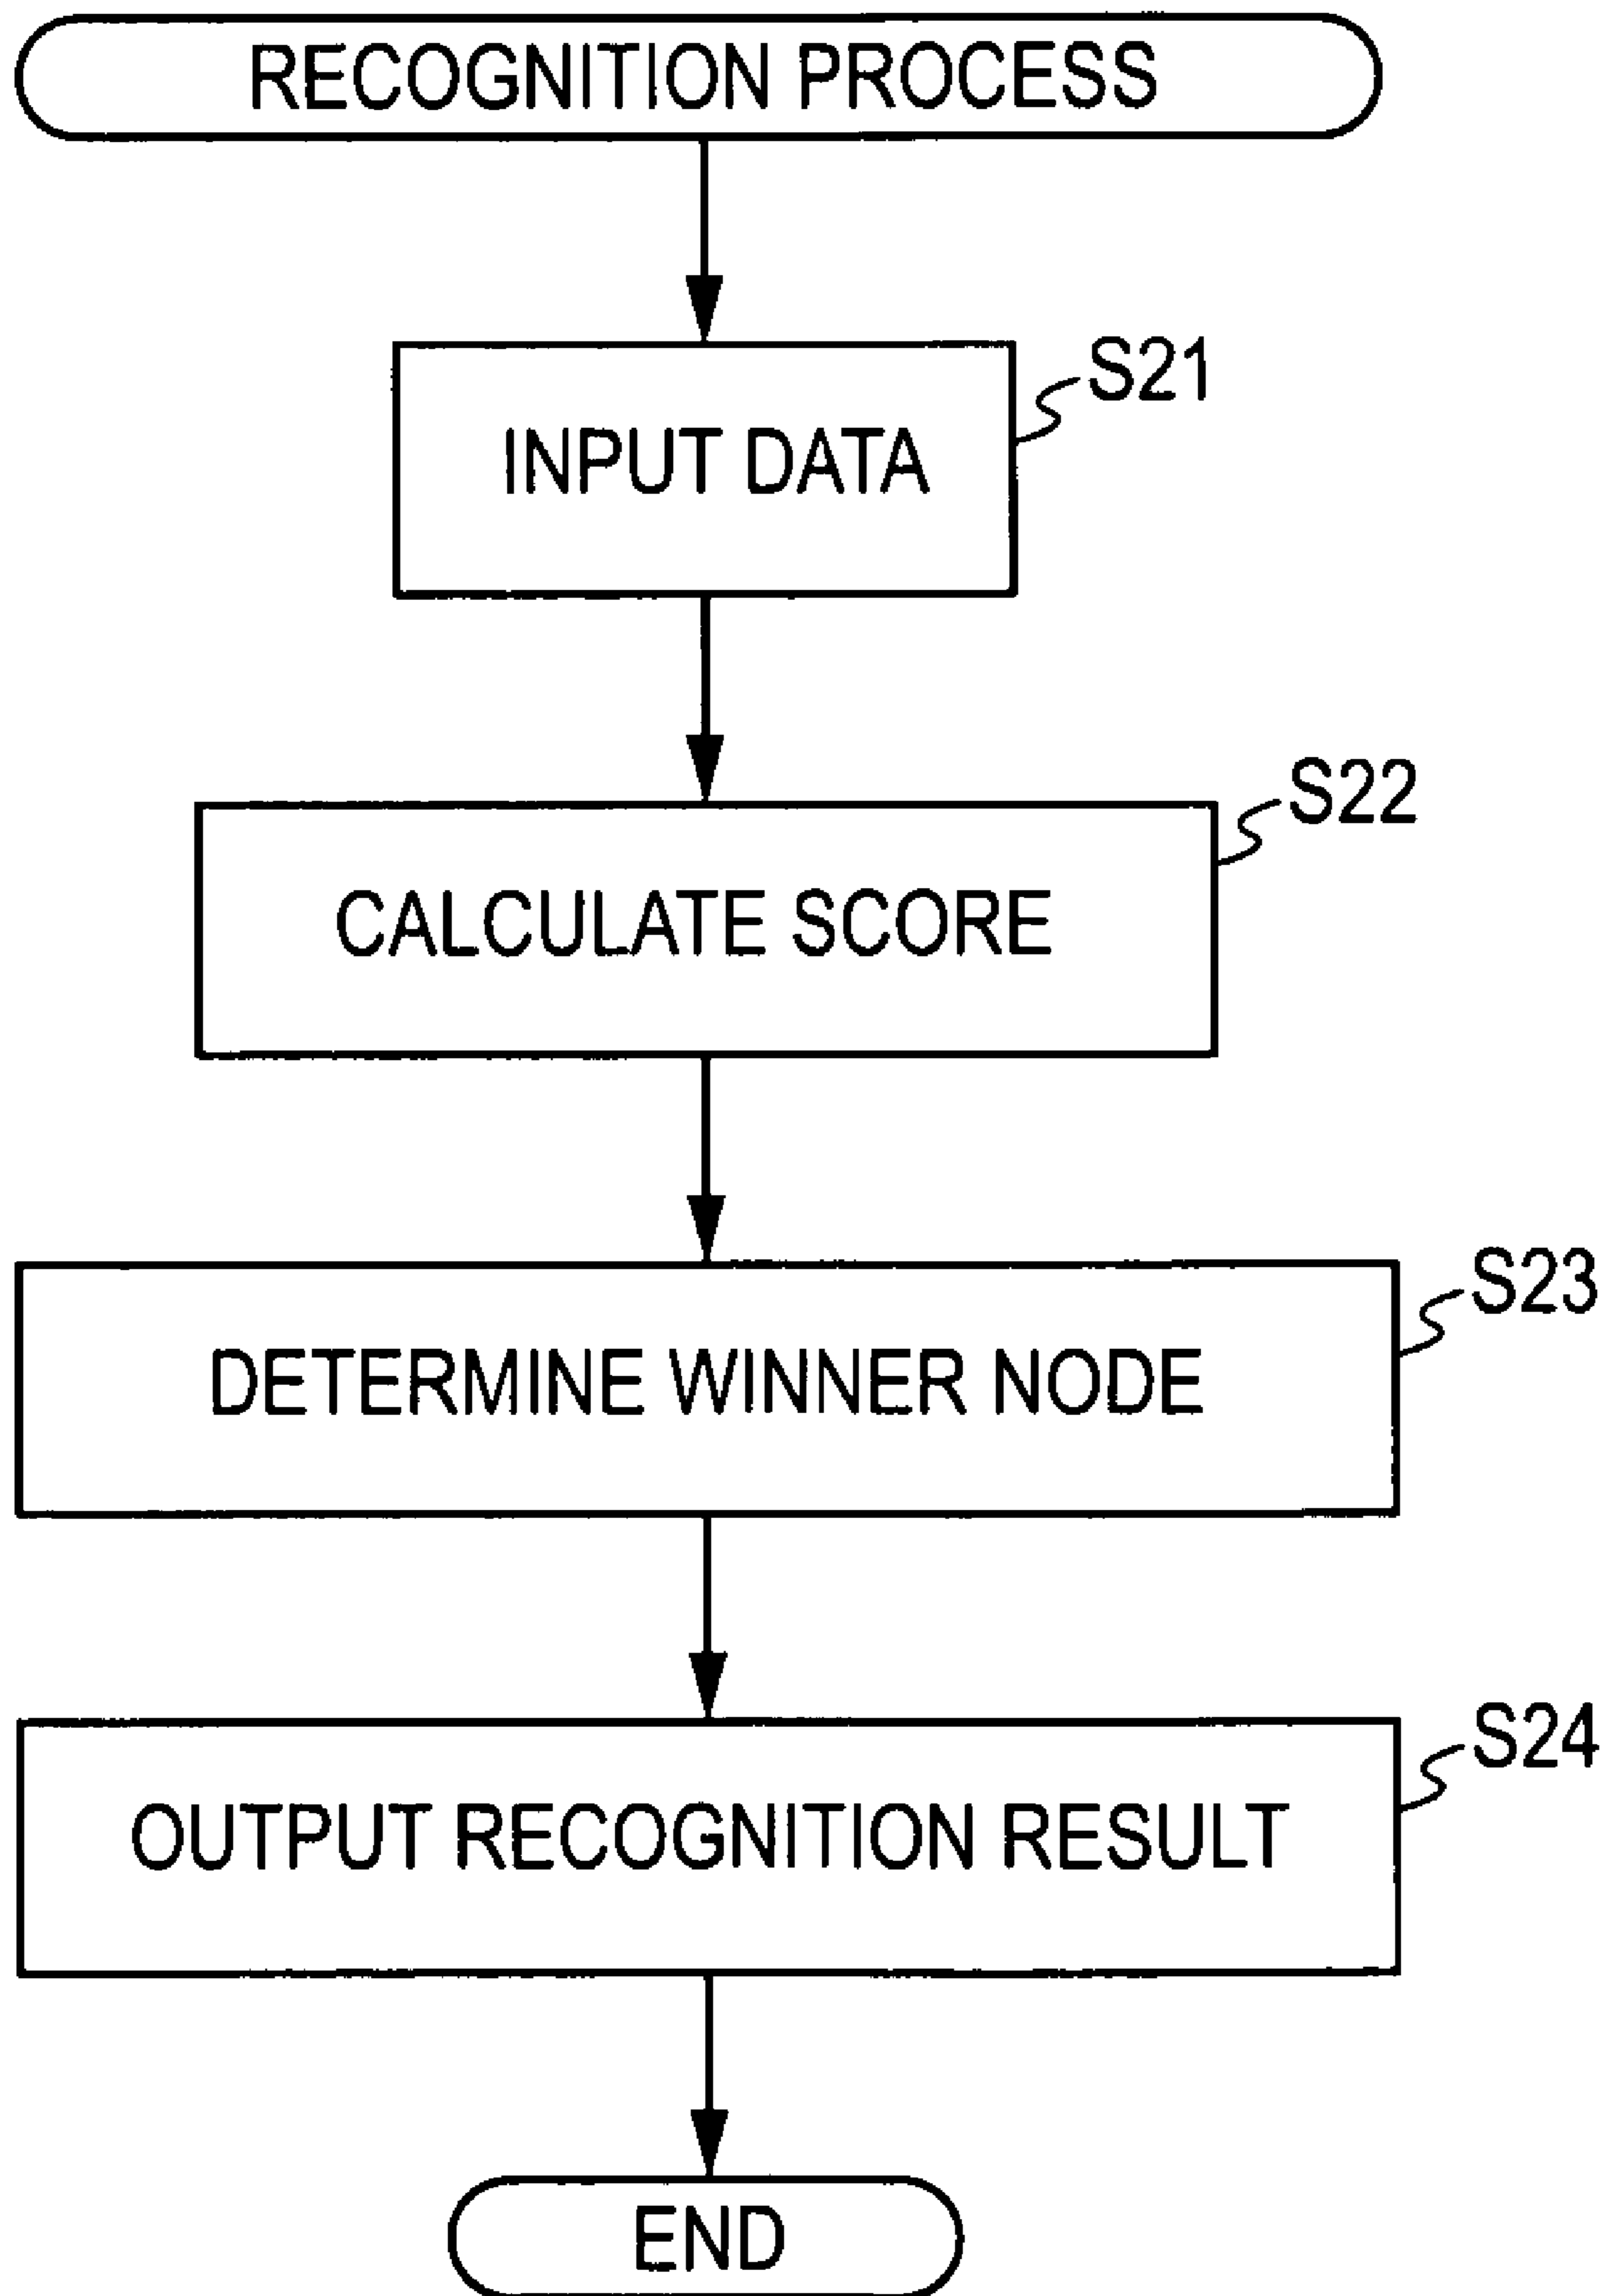 RECOGNITION PROCESS
S21
INPUT DATA
S22
CALCULATE SCORE
S23
DETERMINE WINNER NODE
S24
OUTPUT RECOGNITION RESULT
END